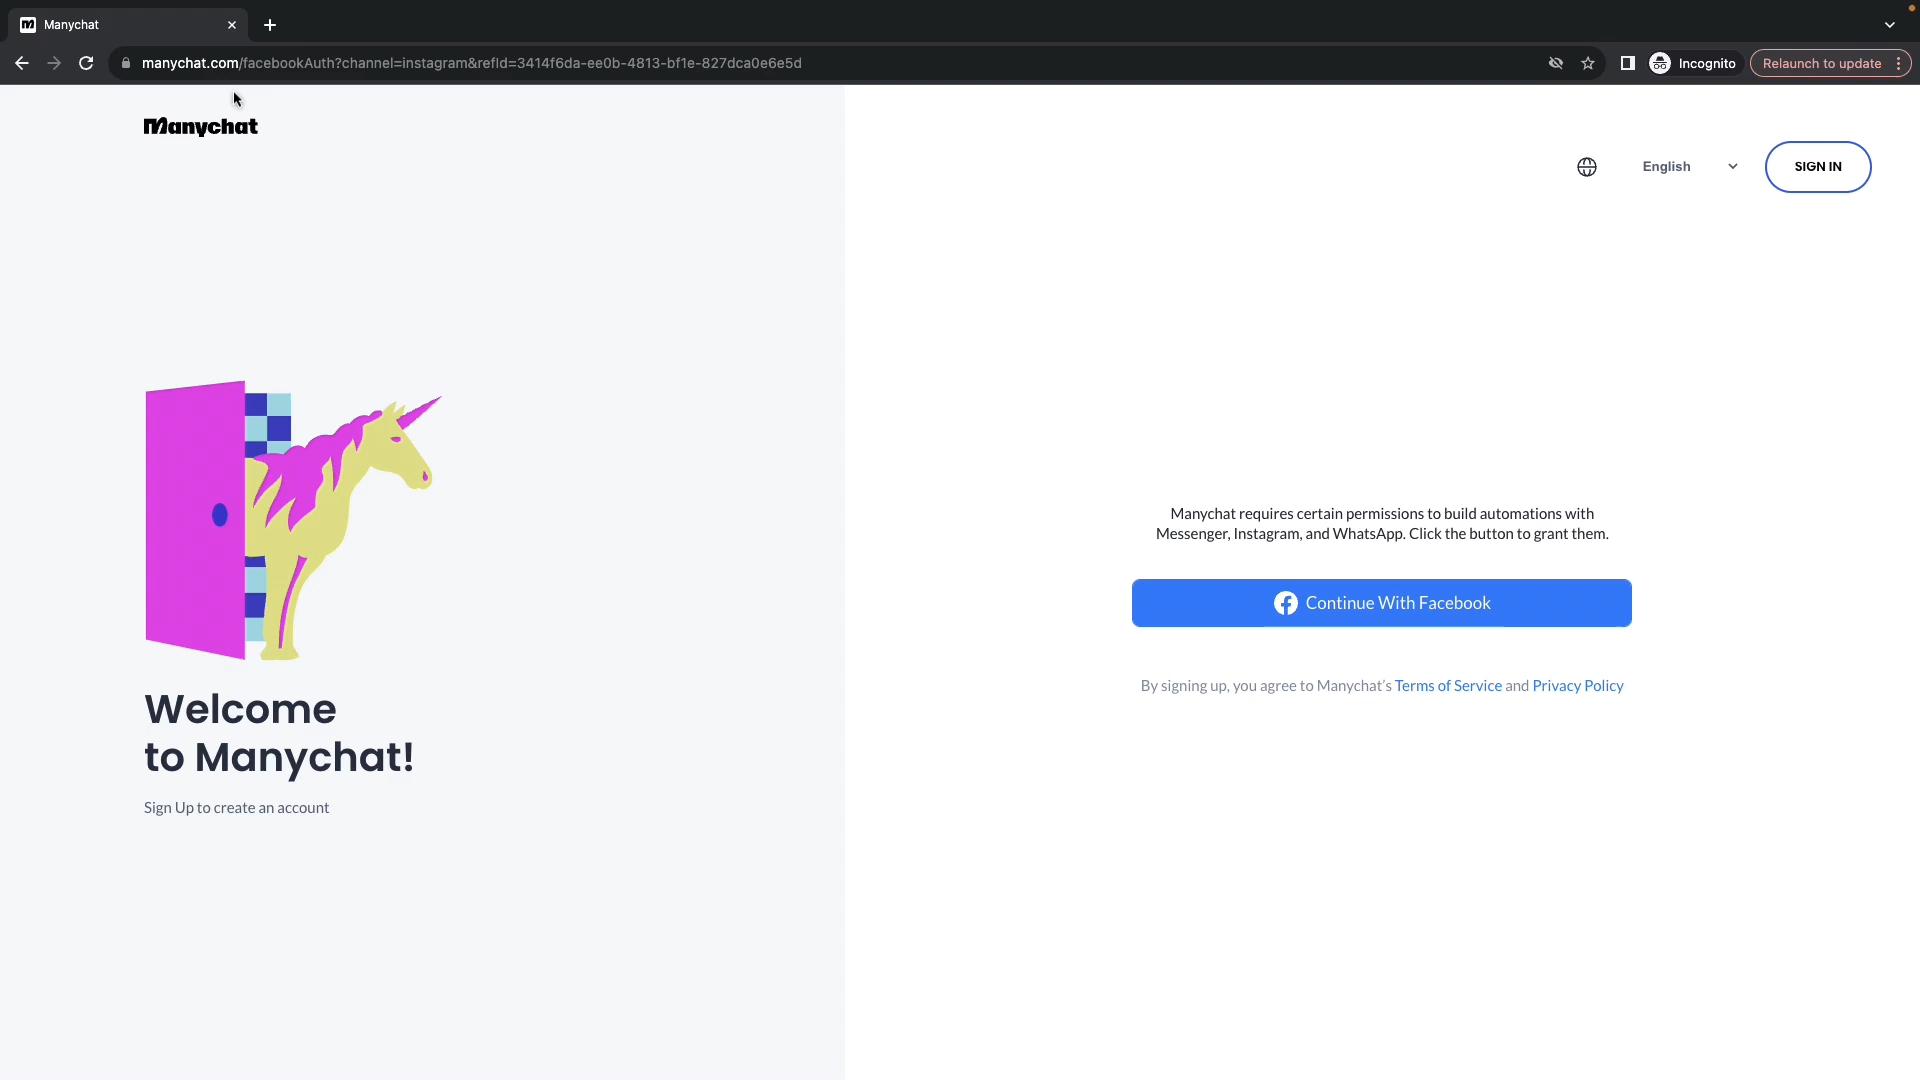 Manychat
manychat.com/facebookAuth?channel=instagram&refId=3414f6da-ee0b-4813-bf1e-827dca0e6e5d
Incognito
Relaunch to update
Manychat
English
SIGN IN
Manychat requires certain permissions to build automations with
Messenger, Instagram, and WhatsApp. Click the button to grant them.
Continue With Facebook
By signing up, you agree to Manychat's Terms of Service and Privacy Policy
Welcome
to Manychat!
Sign Up to create an account